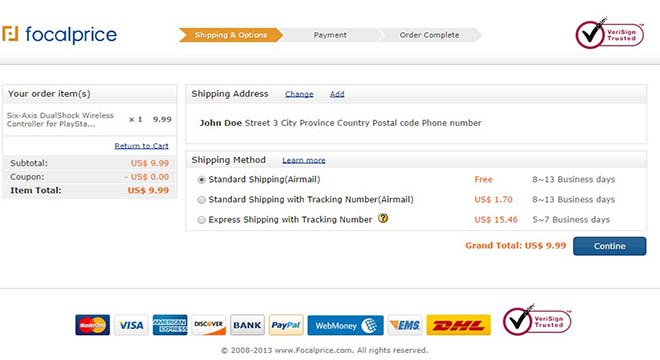 focalprice
Shipping & Options
Payment
Order Complete
VeriSign
Trusted
Your order item(s)
Six-Axis DualShock Wireless
Controller for PlaySta...
× 1
9.99
Return to Cart
Subtotal: US$ 9.99
Coupon: - US$ 0.00
Item Total: US$ 9.99
Shipping Address Change Add
John Doe Street 3 City Province Country Postal code Phone number
Shipping Method Learn more
Standard Shipping(Airmail) Free 8~13 Business days
Standard Shipping with Tracking Number(Airmail) US$ 1.70 8~13 Business days
Express Shipping with Tracking Number ? US$ 15.46 5~7 Business days
Grand Total: US$ 9.99 Contine
MasterCard VISA AMERICAN EXPRESS DISCOVER BANK PayPal WebMoney EMS DHL VeriSign
Trusted
© 2008-2013 www.Focalprice.com. All rights reserved.